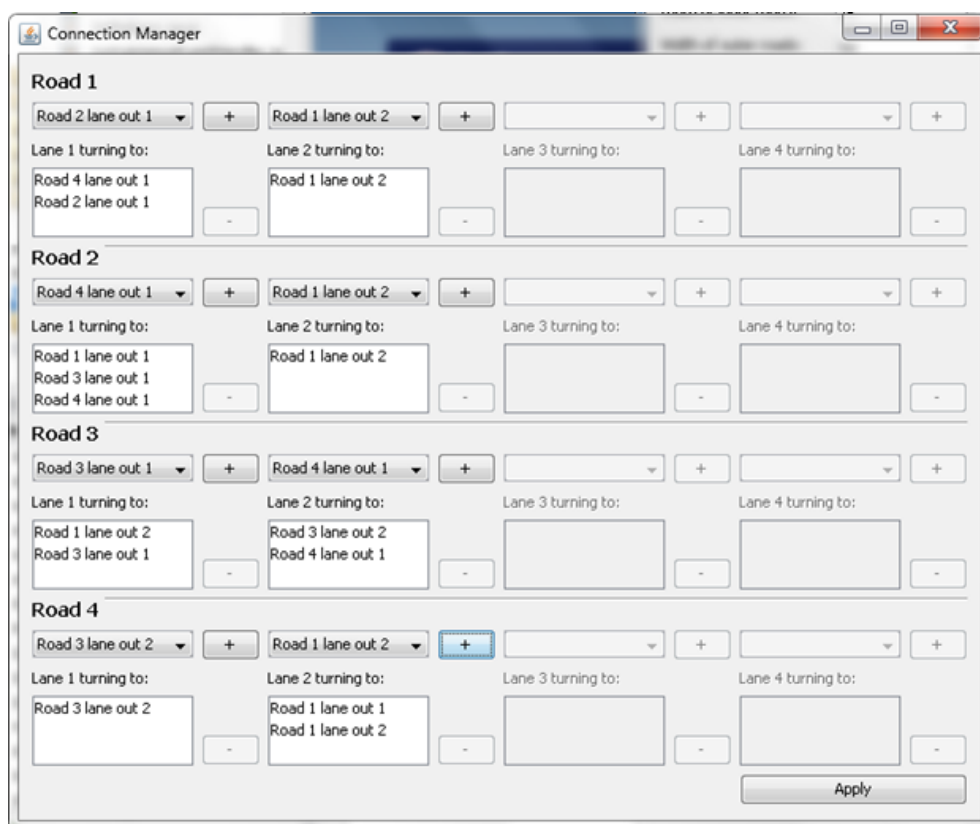 Connection Manager
Road 1
Road 2 lane out 1 + Road 1 lane out 2 + + +
Lane 1 turning to: Lane 2 turning to: Lane 3 turning to: Lane 4 turning to:
Road 4 lane out 1 Road 1 lane out 2
Road 2 lane out 1
- - - -
Road 2
Road 4 lane out 1 + Road 1 lane out 2 + + +
Lane 1 turning to: Lane 2 turning to: Lane 3 turning to: Lane 4 turning to:
Road 1 lane out 1 Road 1 lane out 2
Road 3 lane out 1
Road 4 lane out 1
- - - -
Road 3
Road 3 lane out 1 + Road 4 lane out 1 + + +
Lane 1 turning to: Lane 2 turning to: Lane 3 turning to: Lane 4 turning to:
Road 1 lane out 2 Road 3 lane out 2
Road 3 lane out 1 Road 4 lane out 1
- - - -
Road 4
Road 3 lane out 2 + Road 1 lane out 2 + + +
Lane 1 turning to: Lane 2 turning to: Lane 3 turning to: Lane 4 turning to:
Road 3 lane out 2 Road 1 lane out 1
Road 1 lane out 2
- - - -
Apply